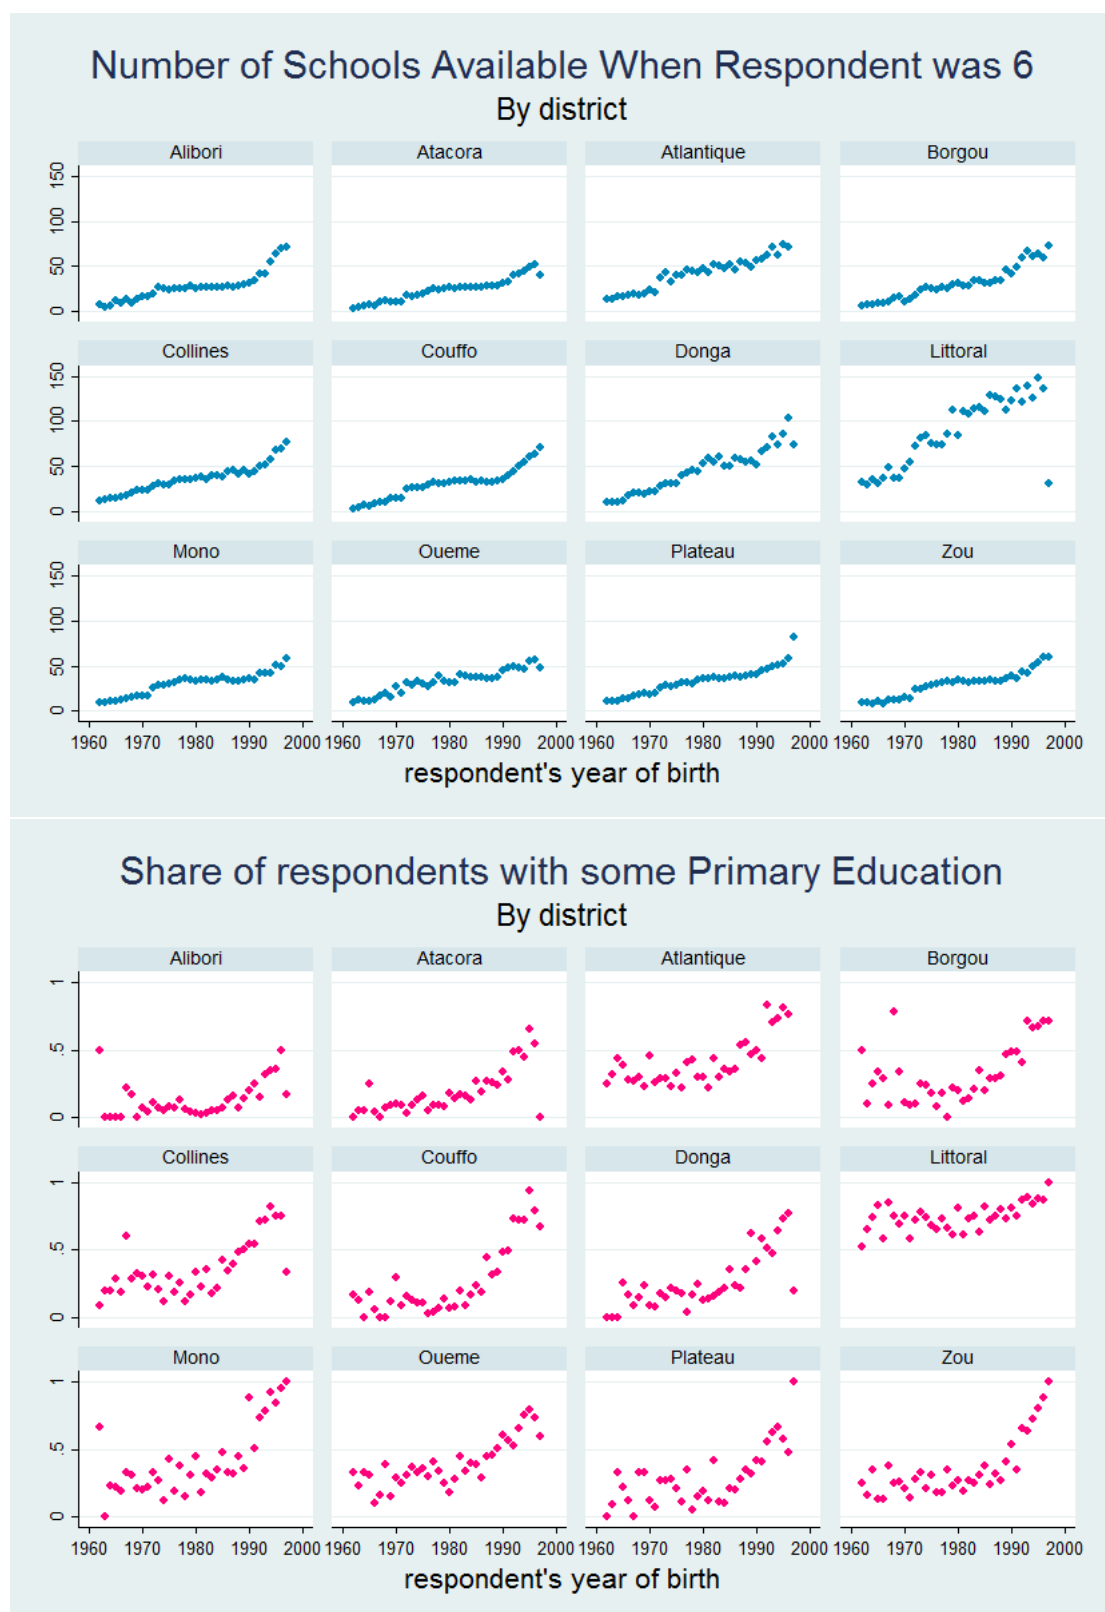 Number of Schools Available When Respondent was 6
By district
Alibori Atacora Atlantique Borgou
150
100
50
0
Collines Couffo Donga Littoral
150
100
50
0
Mono Oueme Plateau Zou
150
100
50
0
1960 1970 1980 1990 2000 1960 1970 1980 1990 2000 1960 1970 1980 1990 2000 1960 1970 1980 1990 2000
respondent's year of birth
Share of respondents with some Primary Education
By district
Alibori Atacora Atlantique Borgou
1
.5
0
Collines Couffo Donga Littoral
1
.5
0
Mono Oueme Plateau Zou
1
.5
0
1960 1970 1980 1990 2000 1960 1970 1980 1990 2000 1960 1970 1980 1990 2000 1960 1970 1980 1990 2000
respondent's year of birth